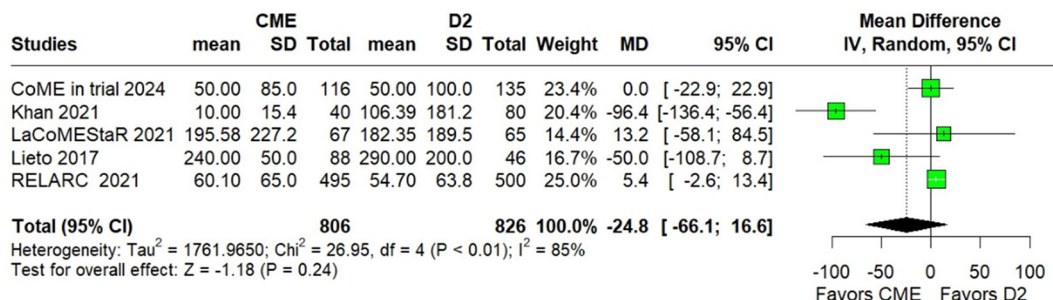 CME D2 Mean Difference
Studies mean SD Total mean SD Total Weight MD 95% CI IV, Random, 95% CI
CoME in trial 2024 50.00 85.0 116 50.00 100.0 135 23.4% 0.0 [ -22.9; 22.9]
Khan 2021 10.00 15.4 40 106.39 181.2 80 20.4% -96.4 [-136.4; -56.4]
LaCoMEStaR 2021 195.58 227.2 67 182.35 189.5 65 14.4% 13.2 [ -58.1; 84.5]
Lieto 2017 240.00 50.0 88 290.00 200.0 46 16.7% -50.0 [-108.7; 8.7]
RELARC 2021 60.10 65.0 495 54.70 63.8 500 25.0% 5.4 [ -2.6; 13.4]
Total (95% CI) 806 826 100.0% -24.8 [ -66.1; 16.6]
Heterogeneity: Tau² = 1761.9650; Chi² = 26.95, df = 4 (P < 0.01); I² = 85%
Test for overall effect: Z = -1.18 (P = 0.24)
-100 -50 0 50 100
Favors CME Favors D2